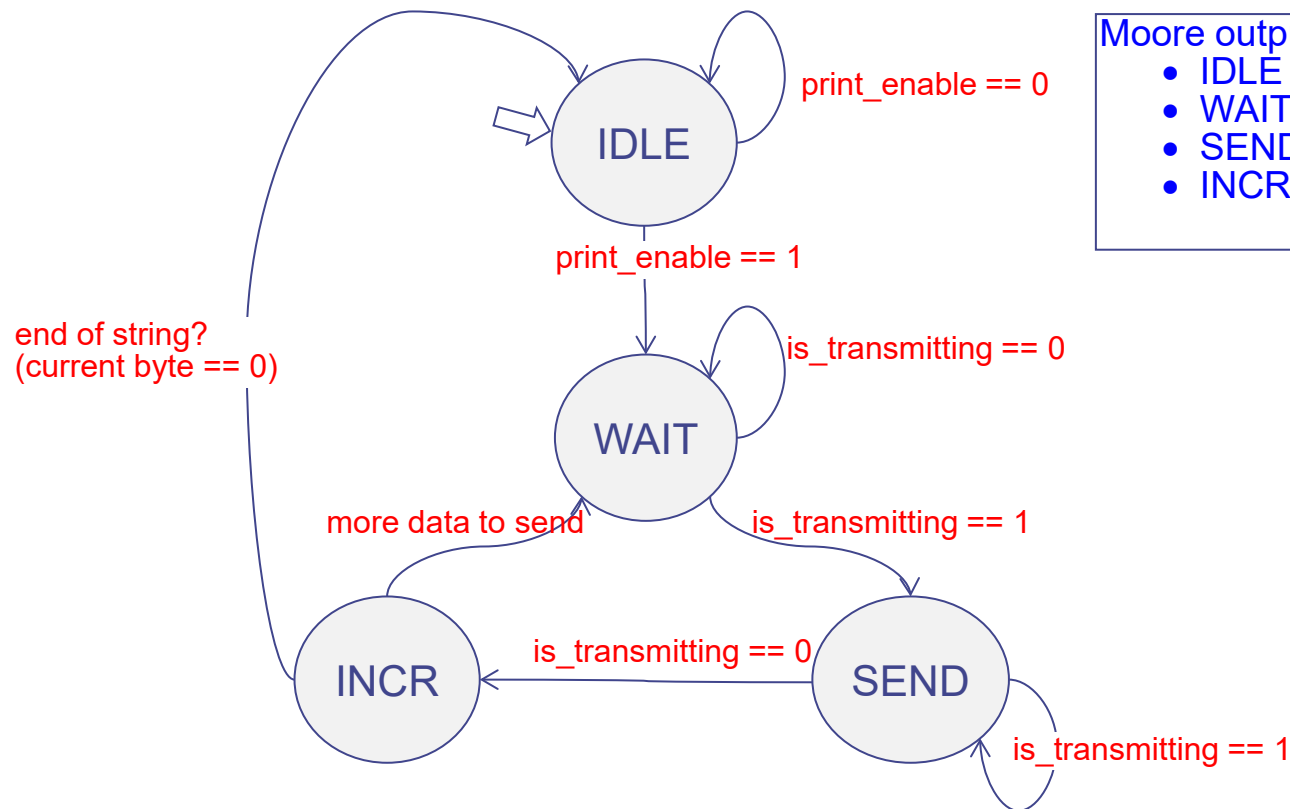 Moore outp
• IDLE
• WAIT
• SEND
• INCR
print_enable == 0
IDLE
print_enable == 1
end of string?
(current byte == 0)
is_transmitting == 0
WAIT
more data to send
is_transmitting == 1
is_transmitting == 0
INCR
SEND
is_transmitting == 1